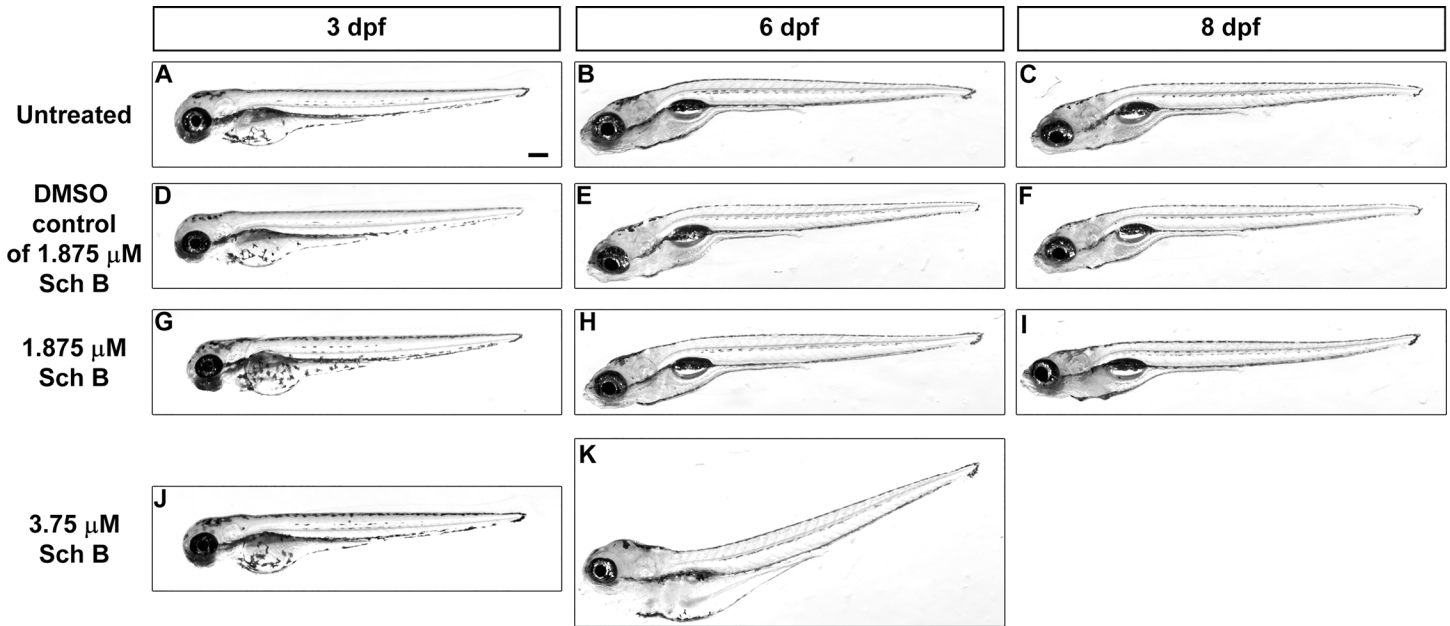 3 dpf
6 dpf
8 dpf
Untreated
A
B
C
DMSO
control
of 1.875 μM
Sch B
D
E
F
1.875 μM
Sch B
G
H
I
3.75 μM
Sch B
J
K